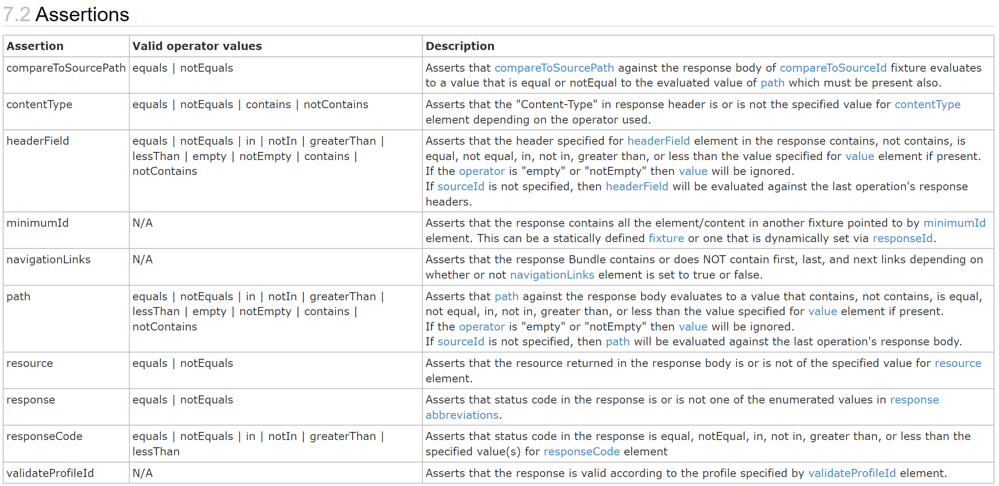 7.2 Assertions
Assertion
Valid operator values
Description
compareToSourcePath
equals | notEquals
Asserts that compareToSourcePath against the response body of compareToSourceId fixture evaluates
to a value that is equal or notEqual to the evaluated value of path which must be present also.
contentType
equals | notEquals | contains | notContains
Asserts that the "Content-Type" in response header is or is not the specified value for contentType
element depending on the operator used.
headerField
equals | notEquals | in | notIn | greaterThan |
lessThan | empty | notEmpty | contains |
notContains
Asserts that the header specified for headerField element in the response contains, not contains, is
equal, not equal, in, not in, greater than, or less than the value specified for value element if present.
If the operator is "empty" or "notEmpty" then value will be ignored.
If sourceId is not specified, then headerField will be evaluated against the last operation's response
headers.
minimumId
N/A
Asserts that the response contains all the element/content in another fixture pointed to by minimumId
element. This can be a statically defined fixture or one that is dynamically set via responseId.
navigationLinks
N/A
Asserts that the response Bundle contains or does NOT contain first, last, and next links depending on
whether or not navigationLinks element is set to true or false.
path
equals | notEquals | in | notIn | greaterThan |
lessThan | empty | notEmpty | contains |
notContains
Asserts that path against the response body evaluates to a value that contains, not contains, is equal,
not equal, in, not in, greater than, or less than the value specified for value element if present.
If the operator is "empty" or "notEmpty" then value will be ignored.
If sourceId is not specified, then path will be evaluated against the last operation's response body.
resource
equals | notEquals
Asserts that the resource returned in the response body is or is not of the specified value for resource
element.
response
equals | notEquals
Asserts that status code in the response is or is not one of the enumerated values in response
abbreviations.
responseCode
equals | notEquals | in | notIn | greaterThan |
lessThan
Asserts that status code in the response is equal, notEqual, in, not in, greater than, or less than the
specified value(s) for responseCode element
validateProfileId
N/A
Asserts that the response is valid according to the profile specified by validateProfileId element.